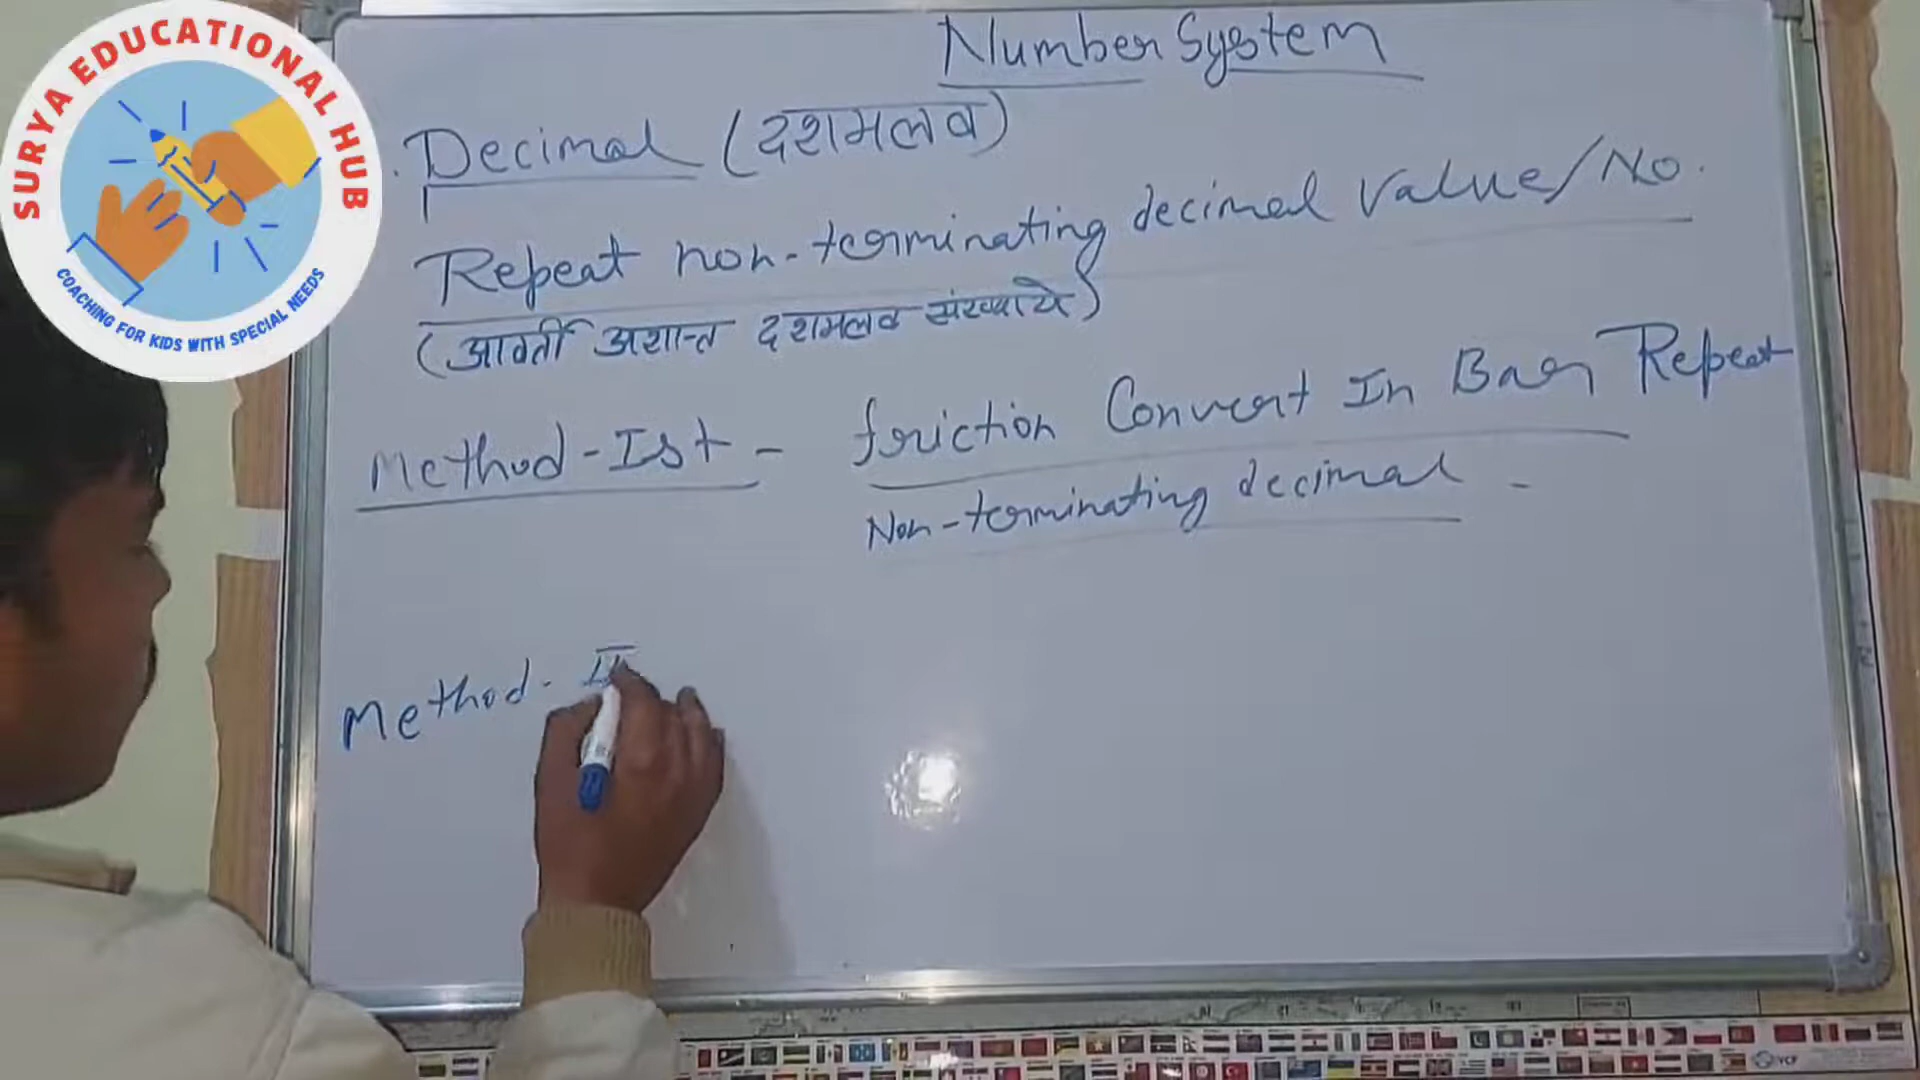 SURYA EDUCATIONAL HUB
COACHING FOR KIDS WITH SPECIAL NEEDS
Number System
Decimal (दशमलव)
Repeat non-terminating decimal value/No.
(आवर्ती अशान्त दशमलव संख्याये)
Method-Ist - friction Convert In Bar Repeat
Non-terminating decimal -
Method- II